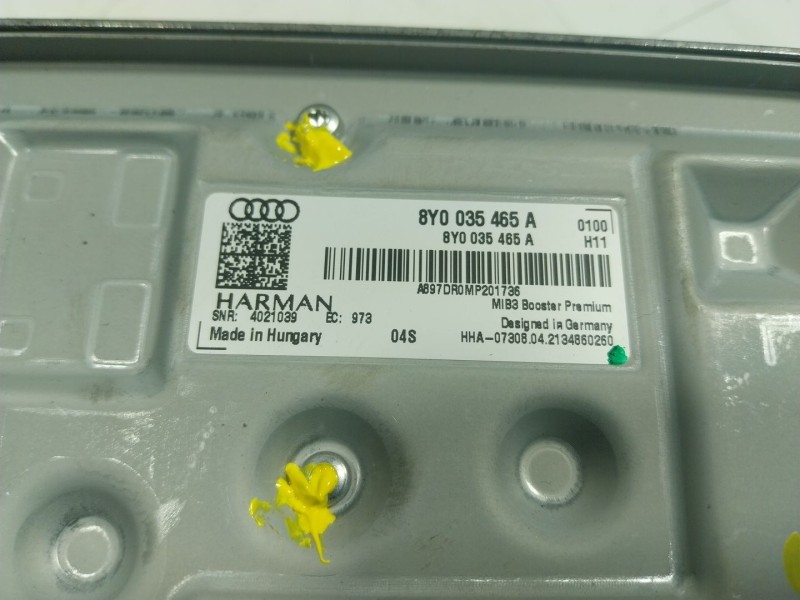 8Y0 035 465 A
0100
8Y0 035 465 A
H11
A897DR0MP201736
HARMAN
MIB3 Booster Premium
SNR: 4021039 EC: 973
Designed in Germany
Made in Hungary
04S
HHA-07308.04.2134860260